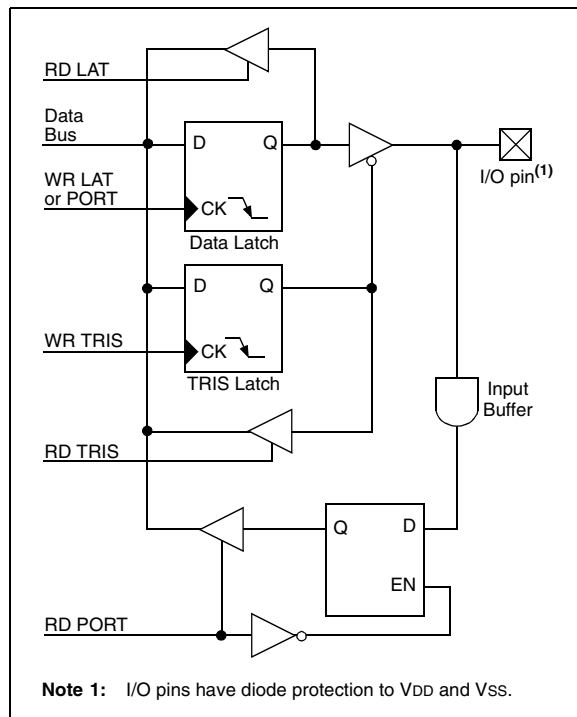 RD LAT
Data
Bus
D Q
I/O pin(1)
WR LAT
or PORT
CK
Data Latch
D Q
WR TRIS
CK
TRIS Latch
Input
Buffer
RD TRIS
Q D
EN
RD PORT
Note 1: I/O pins have diode protection to VDD and VSS.